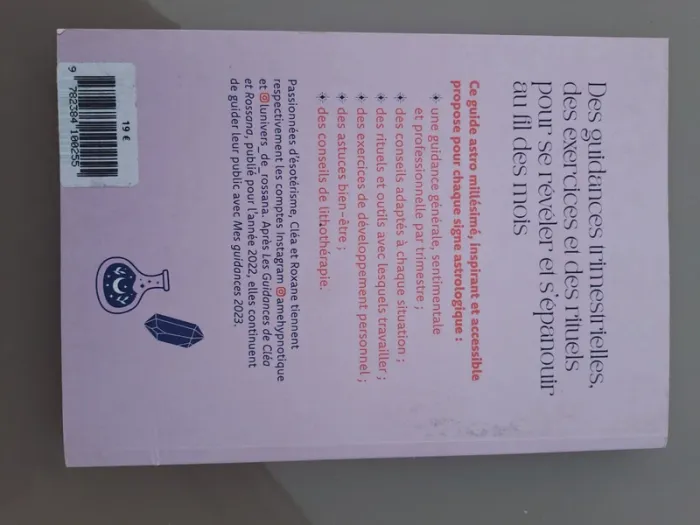 Des guidances trimestrielles,
des exercices et des rituels
pour se révéler et s'épanouir
au fil des mois
Ce guide astro millésimé, inspirant et accessible
propose pour chaque signe astrologique :
une guidance générale, sentimentale
et professionnelle par trimestre ;
des conseils adaptés à chaque situation ;
des rituels et outils avec lesquels travailler ;
des exercices de développement personnel ;
des astuces bien-être ;
des conseils de lithothérapie.
Passionnées d'ésotérisme, Cléa et Roxane tiennent
respectivement les comptes Instagram @amehypnotique
et @lunivers_de_rossana. Après Les Guidances de Cléa
et Rossana, publié pour l'année 2022, elles continuent
de guider leur public avec Mes guidances 2023.
19 €
9 782384 100255